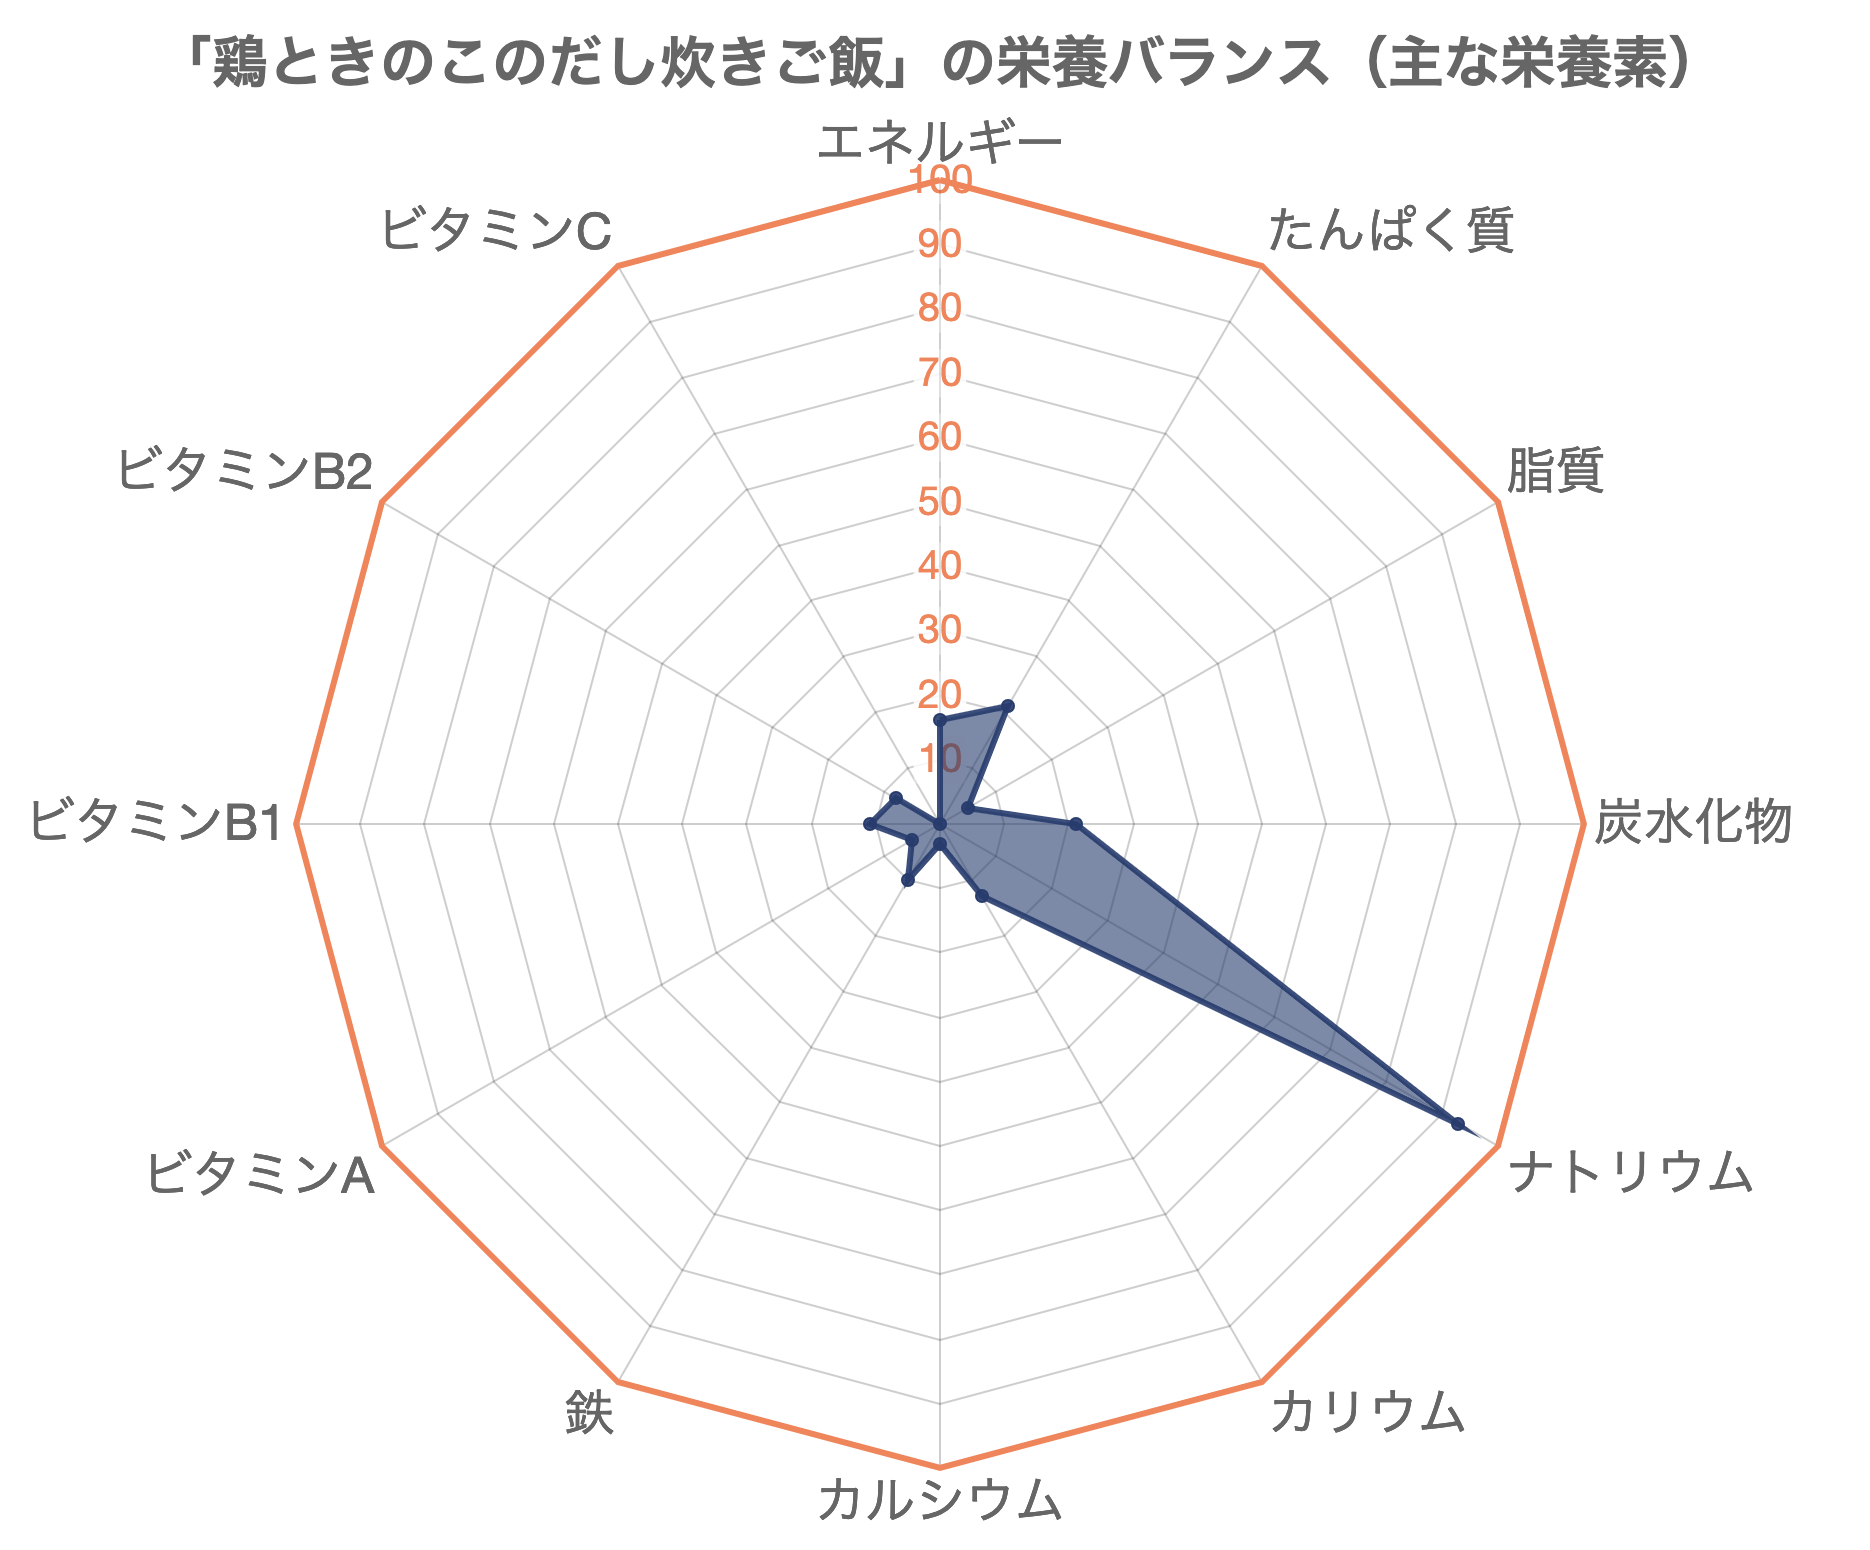 「鶏ときのこのだし炊きご飯」の栄養バランス（主な栄養素）
エネルギー
たんぱく質
脂質
炭水化物
ナトリウム
カリウム
カルシウム
鉄
ビタミンA
ビタミンB1
ビタミンB2
ビタミンC
100
90
80
70
60
50
40
30
20
10